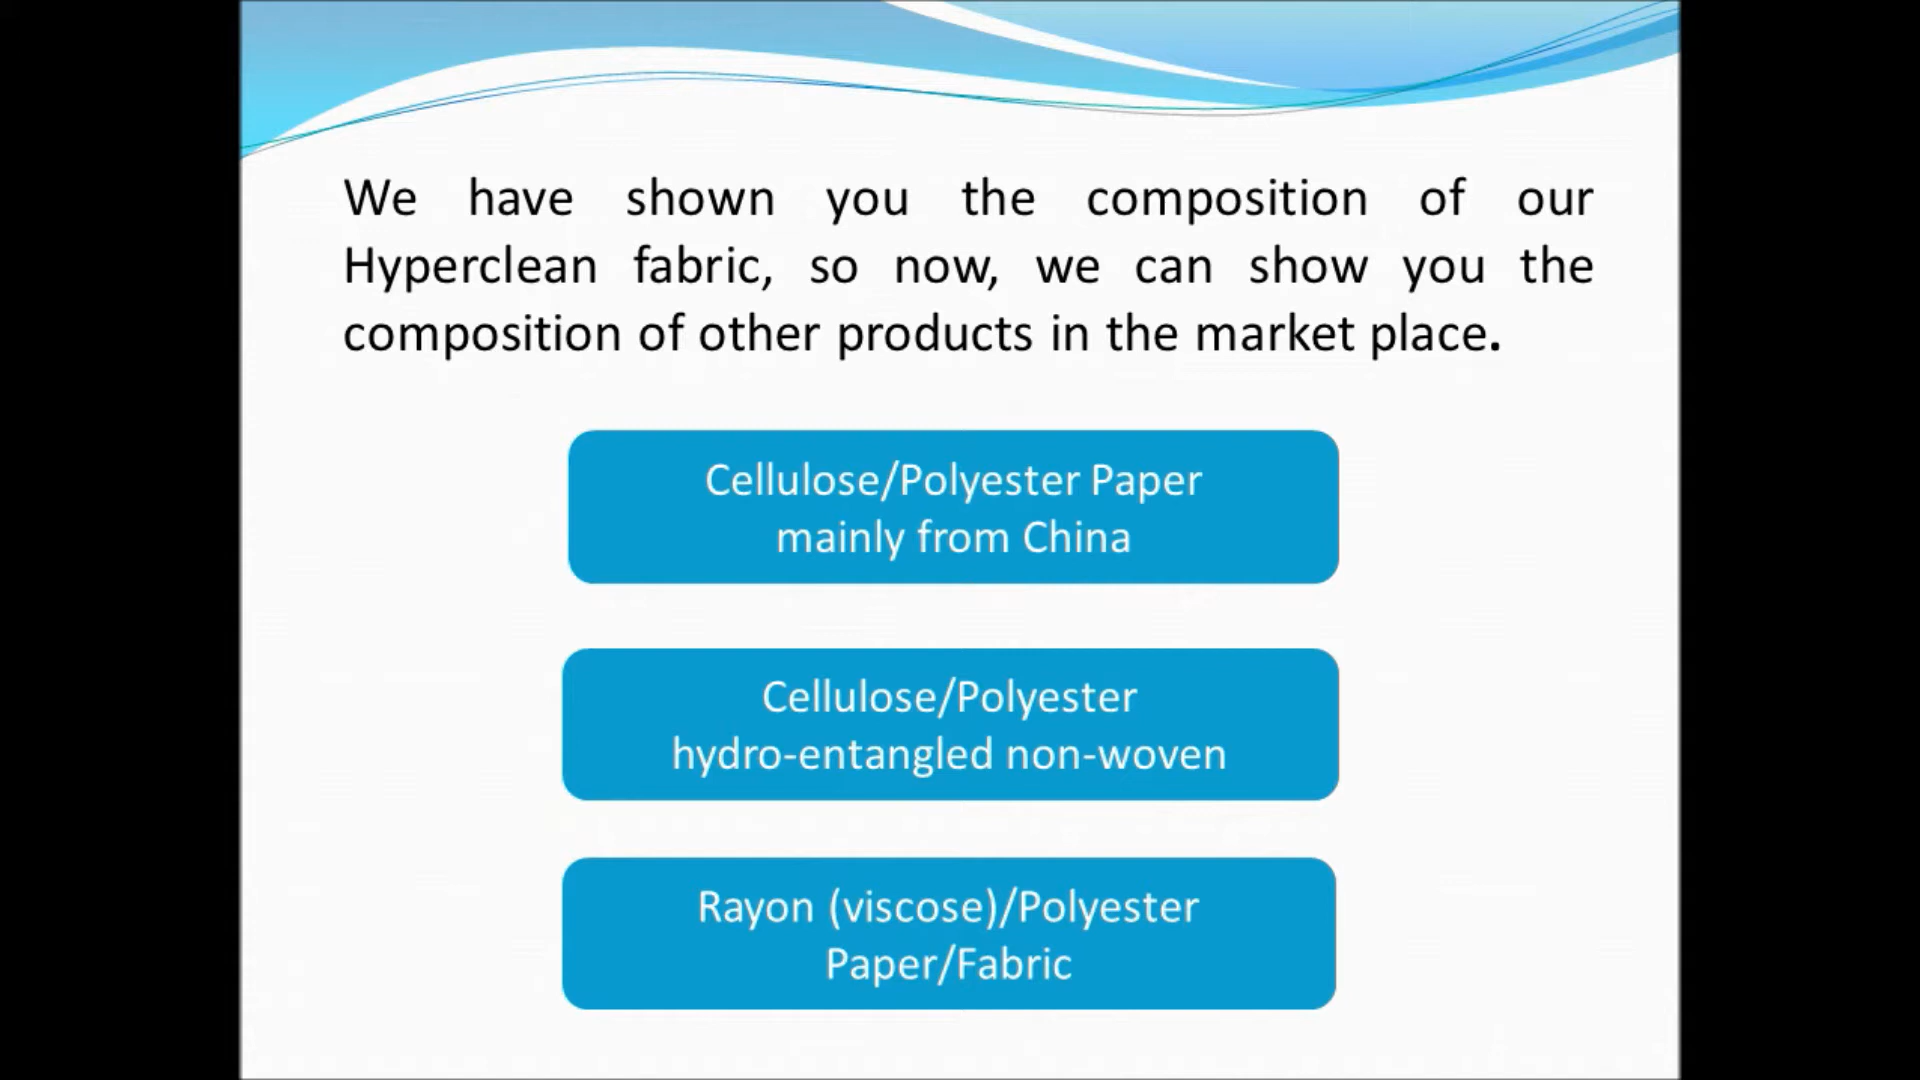 We have shown you the composition of our
Hyperclean fabric, so now, we can show you the
composition of other products in the market place.
Cellulose/Polyester Paper
mainly from China
Cellulose/Polyester
hydro-entangled non-woven
Rayon (viscose)/Polyester
Paper/Fabric